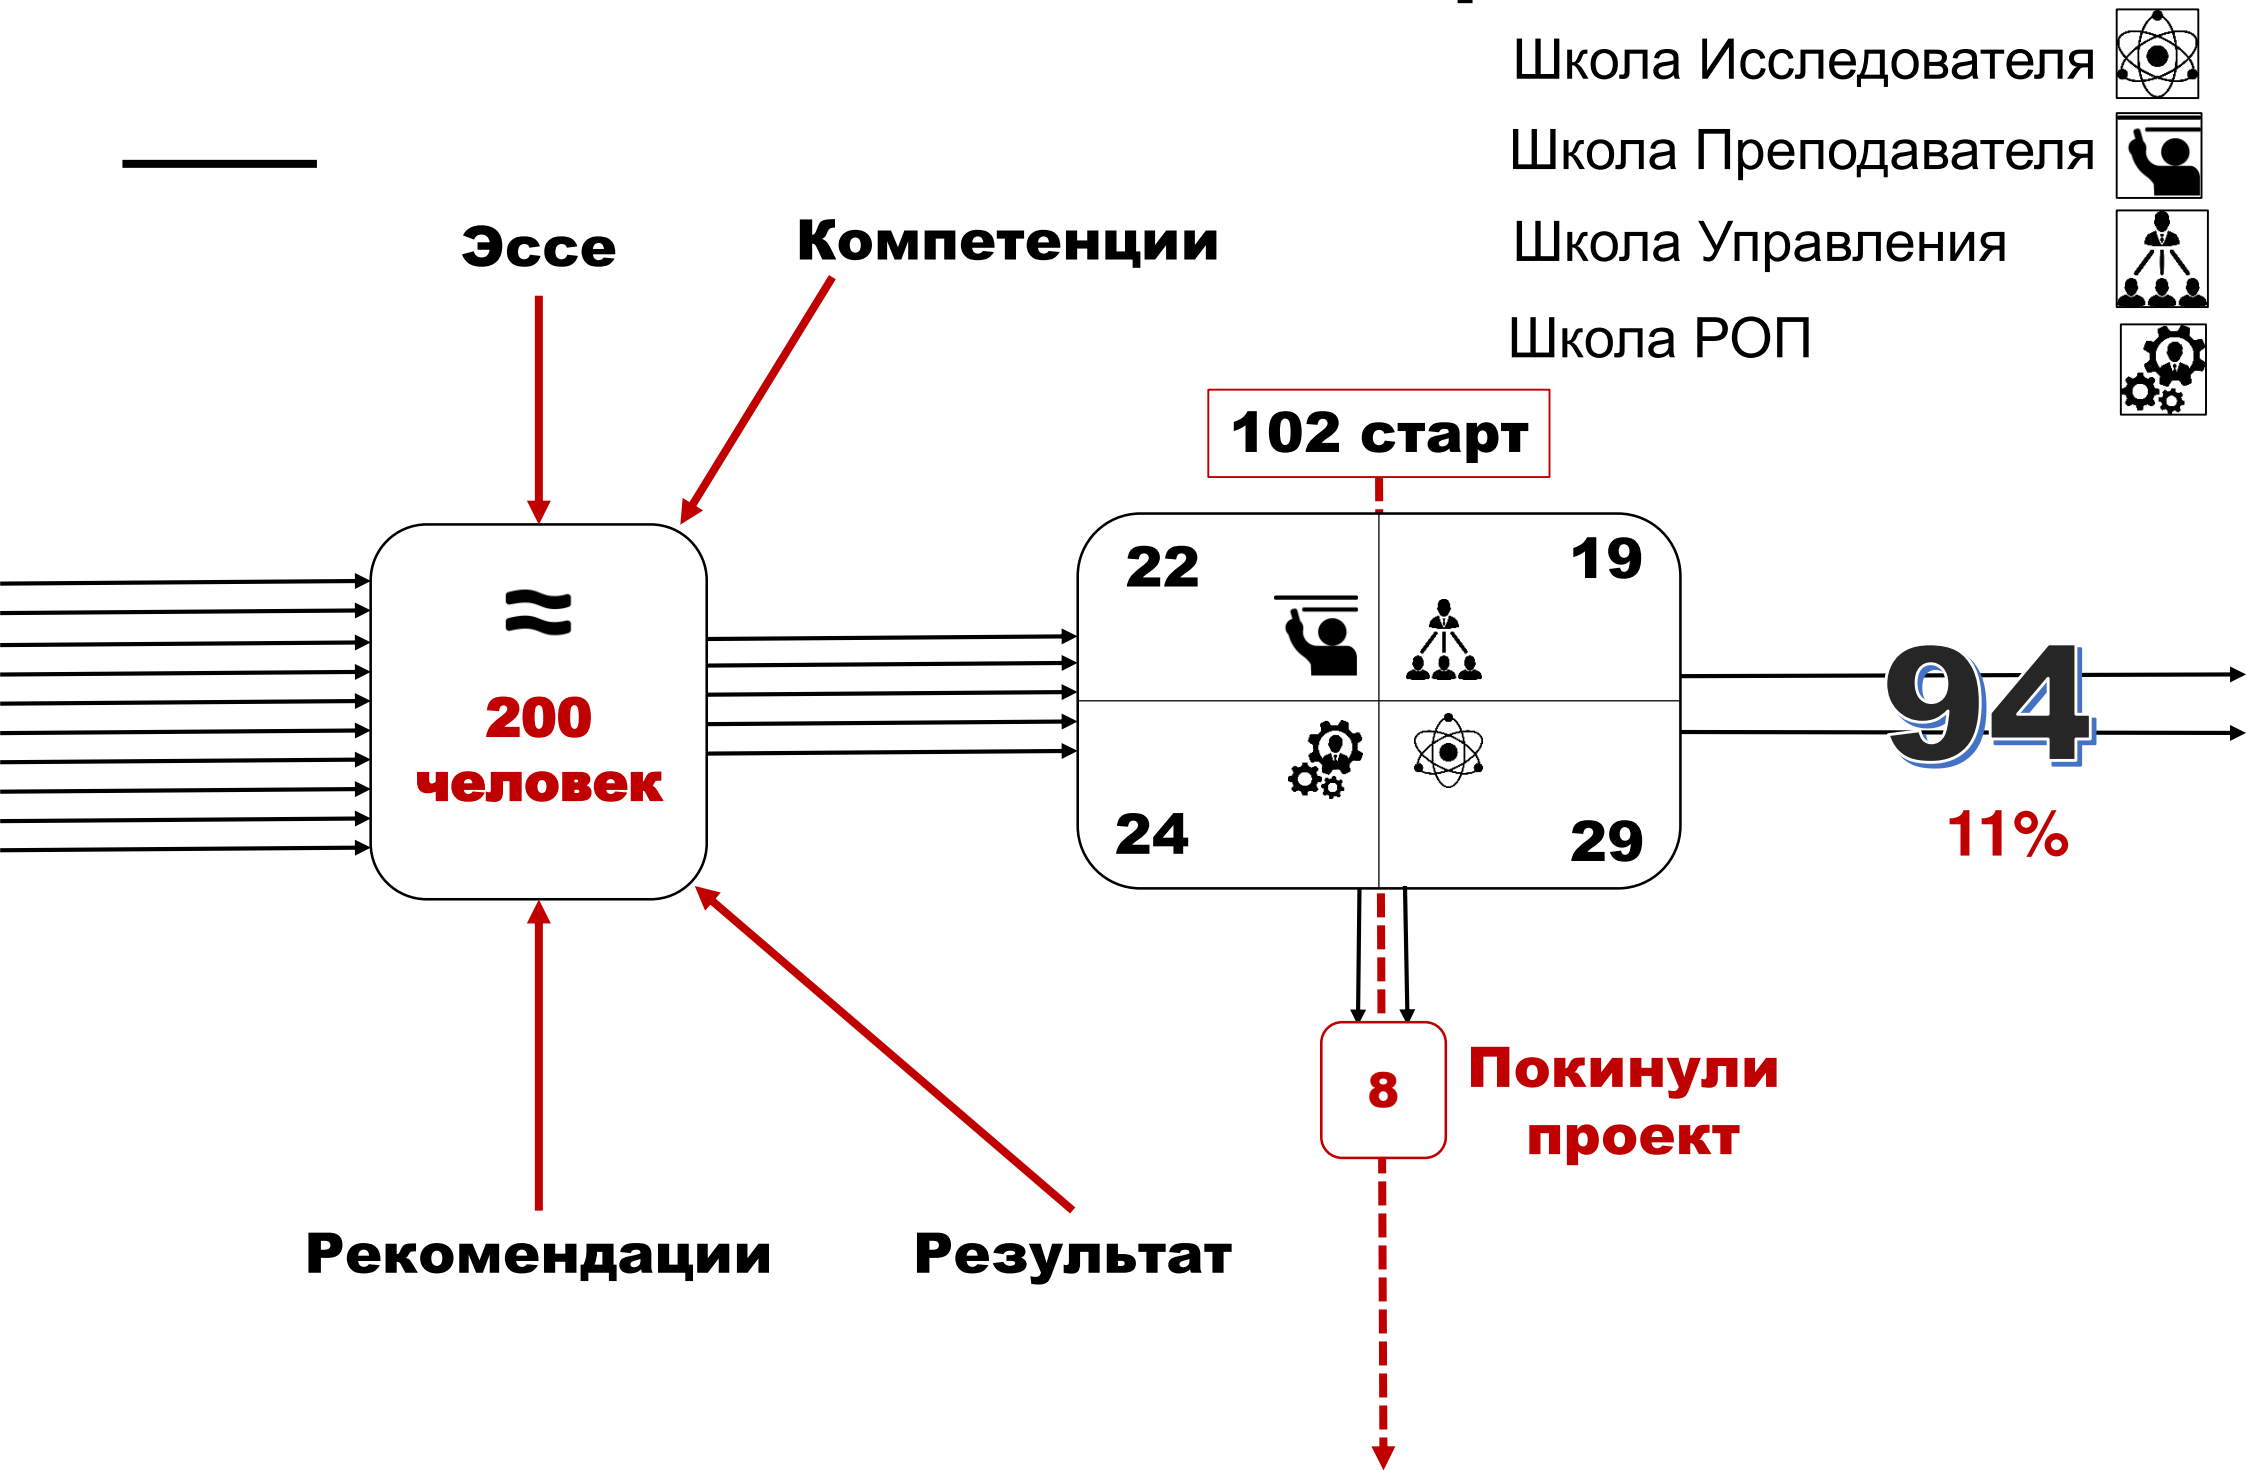 Школа Исследователя
Школа Преподавателя
Школа Управления
Школа РОП
Эссе
Компетенции
102 старт
≈
200
человек
22
19
24
29
94
11%
8
Покинули
проект
Рекомендации
Результат